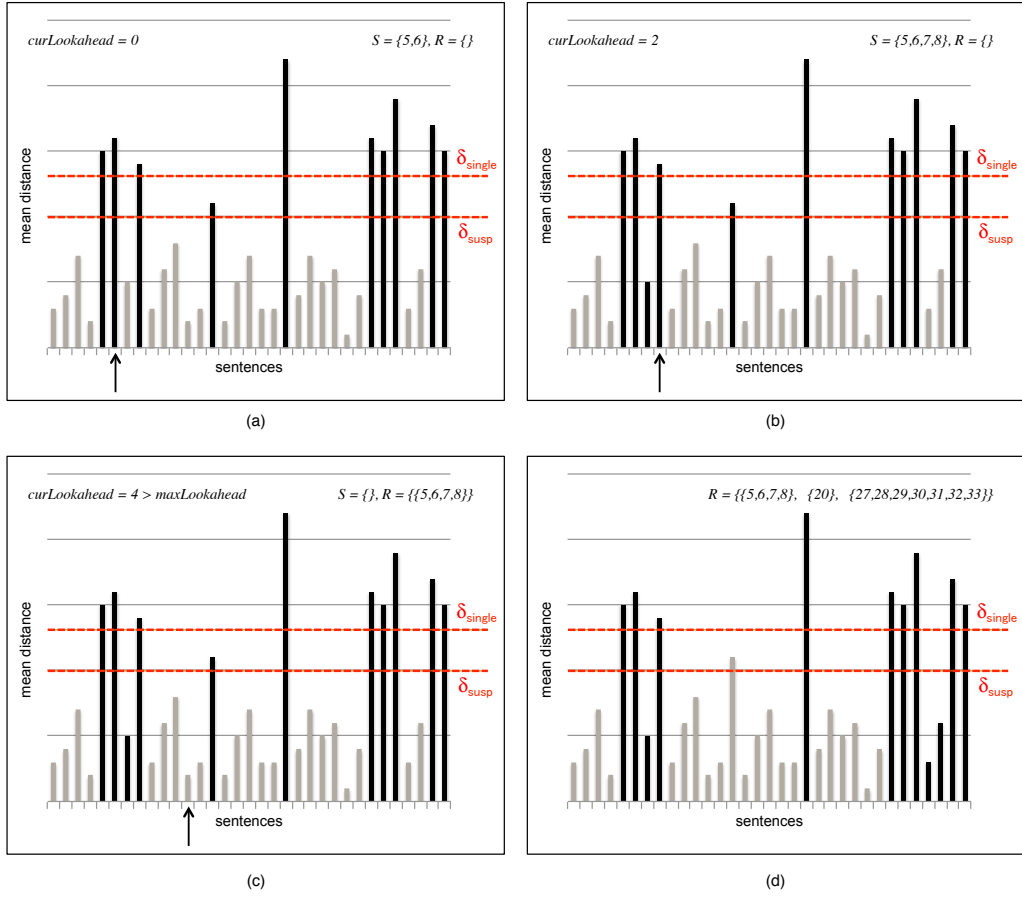 curLookahead = 0 S = {5,6}, R = {}
δsingle
δsusp
mean distance
sentences
(a)
curLookahead = 2 S = {5,6,7,8}, R = {}
δsingle
δsusp
mean distance
sentences
(b)
curLookahead = 4 > maxLookahead S = {}, R = {{5,6,7,8}}
δsingle
δsusp
mean distance
sentences
(c)
R = {{5,6,7,8}, {20}, {27,28,29,30,31,32,33}}
δsingle
δsusp
mean distance
sentences
(d)